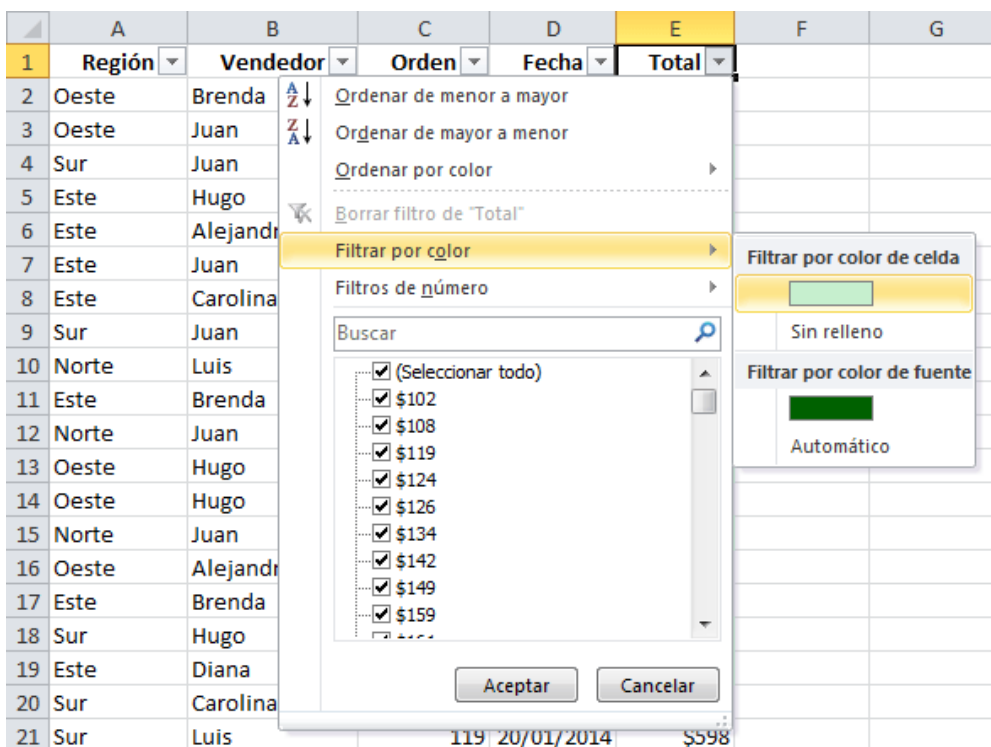 A B C D E F G
1 Región Vendedor Orden Fecha Total
2 Oeste Brenda
3 Oeste Juan
4 Sur Juan
5 Este Hugo
6 Este Alejandr
7 Este Juan
8 Este Carolina
9 Sur Juan
10 Norte Luis
11 Este Brenda
12 Norte Juan
13 Oeste Hugo
14 Oeste Hugo
15 Norte Juan
16 Oeste Alejandr
17 Este Brenda
18 Sur Hugo
19 Este Diana
20 Sur Carolina
21 Sur Luis 119 20/01/2014 $598
Ordenar de menor a mayor
Ordenar de mayor a menor
Ordenar por color
Borrar filtro de "Total"
Filtrar por color
Filtros de número
Buscar
(Seleccionar todo)
$102
$108
$119
$124
$126
$134
$142
$149
$159
Aceptar Cancelar
Filtrar por color de celda
Sin relleno
Filtrar por color de fuente
Automático